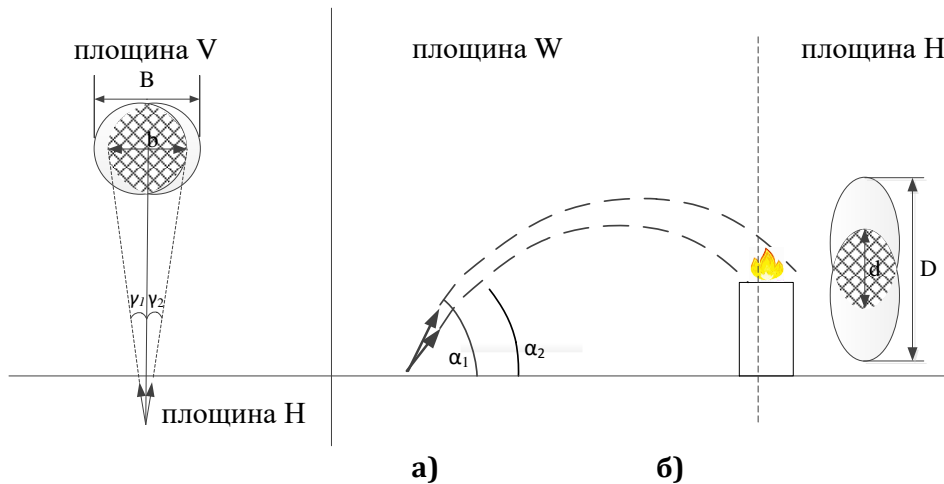 площина V
площина W
площина H
B
b
d
D
γ1
γ2
α1
α2
площина H
а)
б)